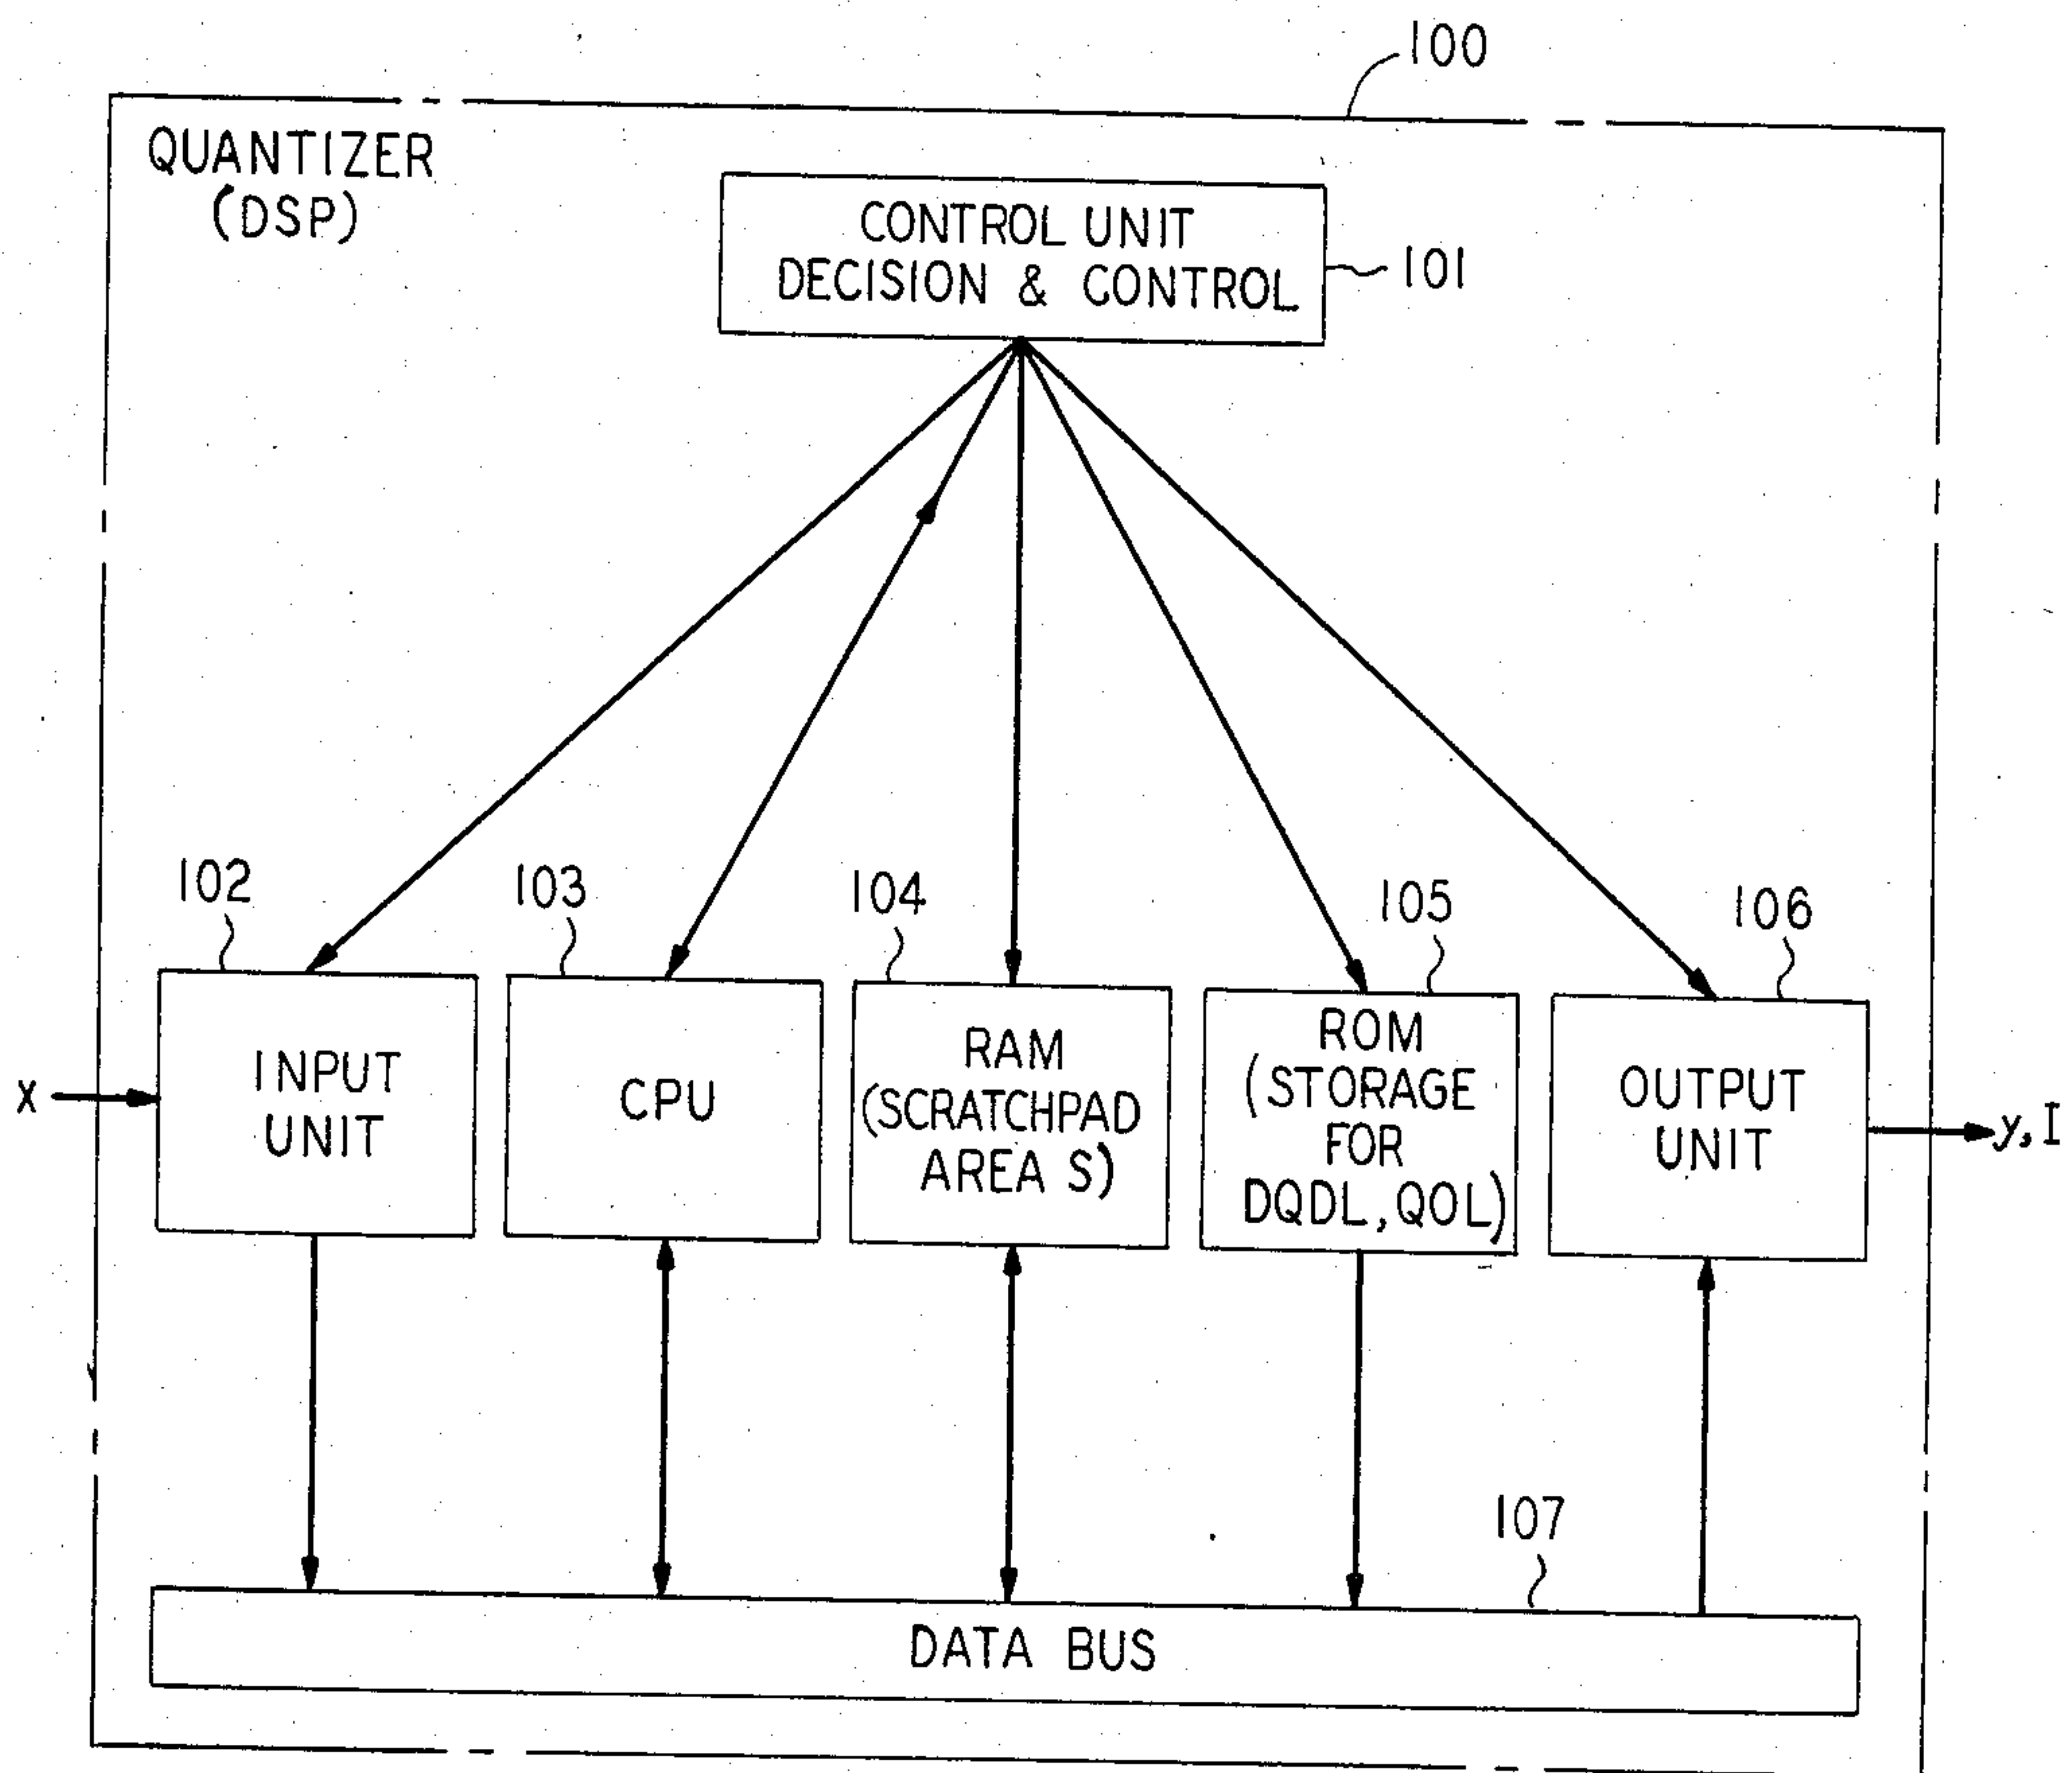 100
QUANTIZER
(DSP)
CONTROL UNIT
DECISION & CONTROL
101
102
103
104
105
106
X
INPUT
UNIT
CPU
RAM
(SCRATCHPAD
AREA S)
ROM
(STORAGE
FOR
DQDL, QOL)
OUTPUT
UNIT
y, I
107
DATA BUS